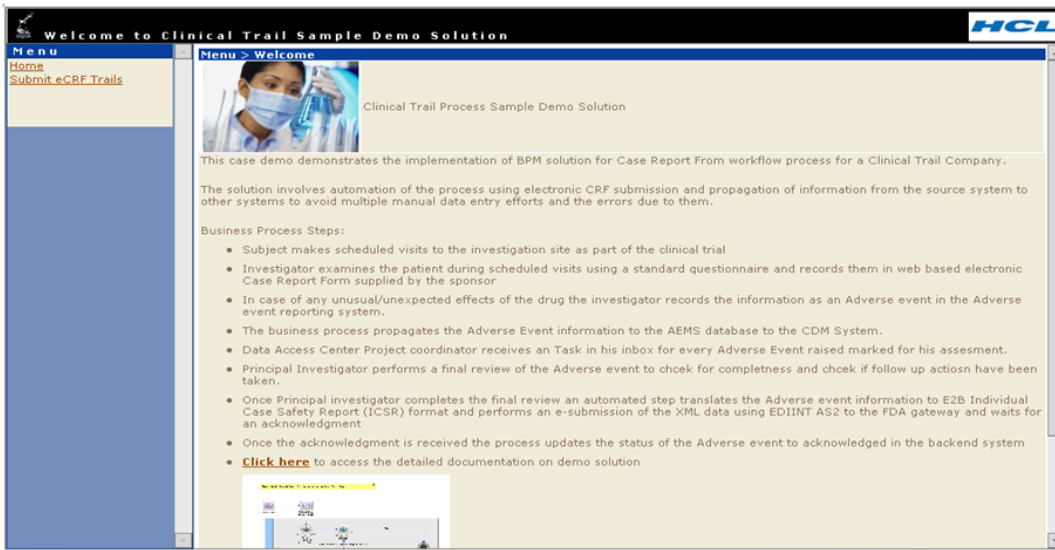 Welcome to Clinical Trail Sample Demo Solution
HCL
Menu
Home
Submit eCRF Trails
Menu > Welcome
Clinical Trail Process Sample Demo Solution
This case demo demonstrates the implementation of BPM solution for Case Report From workflow process for a Clinical Trail Company.
The solution involves automation of the process using electronic CRF submission and propagation of information from the source system to
other systems to avoid multiple manual data entry efforts and the errors due to them.
Business Process Steps:
• Subject makes scheduled visits to the investigation site as part of the clinical trial
• Investigator examines the patient during scheduled visits using a standard questionnaire and records them in web based electronic
Case Report Form supplied by the sponsor
• In case of any unusual/unexpected effects of the drug the investigator records the information as an Adverse event in the Adverse
event reporting system.
• The business process propagates the Adverse Event information to the AEMS database to the CDM System.
• Data Access Center Project coordinator receives an Task in his inbox for every Adverse Event raised marked for his assesment.
• Principal Investigator performs a final review of the Adverse event to chcek for completness and chcek if follow up actiosn have been
taken.
• Once Principal investigator completes the final review an automated step translates the Adverse event information to E2B Individual
Case Safety Report (ICSR) format and performs an e-submission of the XML data using EDIINT AS2 to the FDA gateway and waits for
an acknowledgment
• Once the acknowledgment is received the process updates the status of the Adverse event to acknowledged in the backend system
• Click here to access the detailed documentation on demo solution